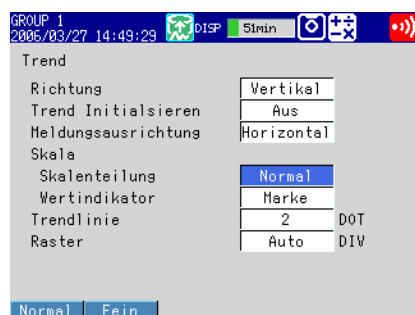 GROUP 1
2006/03/27 14:49:29 DISP 51min
Trend
Richtung Vertikal
Trend Initialsieren Aus
Meldungsausrichtung Horizontal
Skala
Skalenteilung Normal
Wertindikator Marke
Trendlinie 2 DOT
Raster Auto DIV
Normal Fein